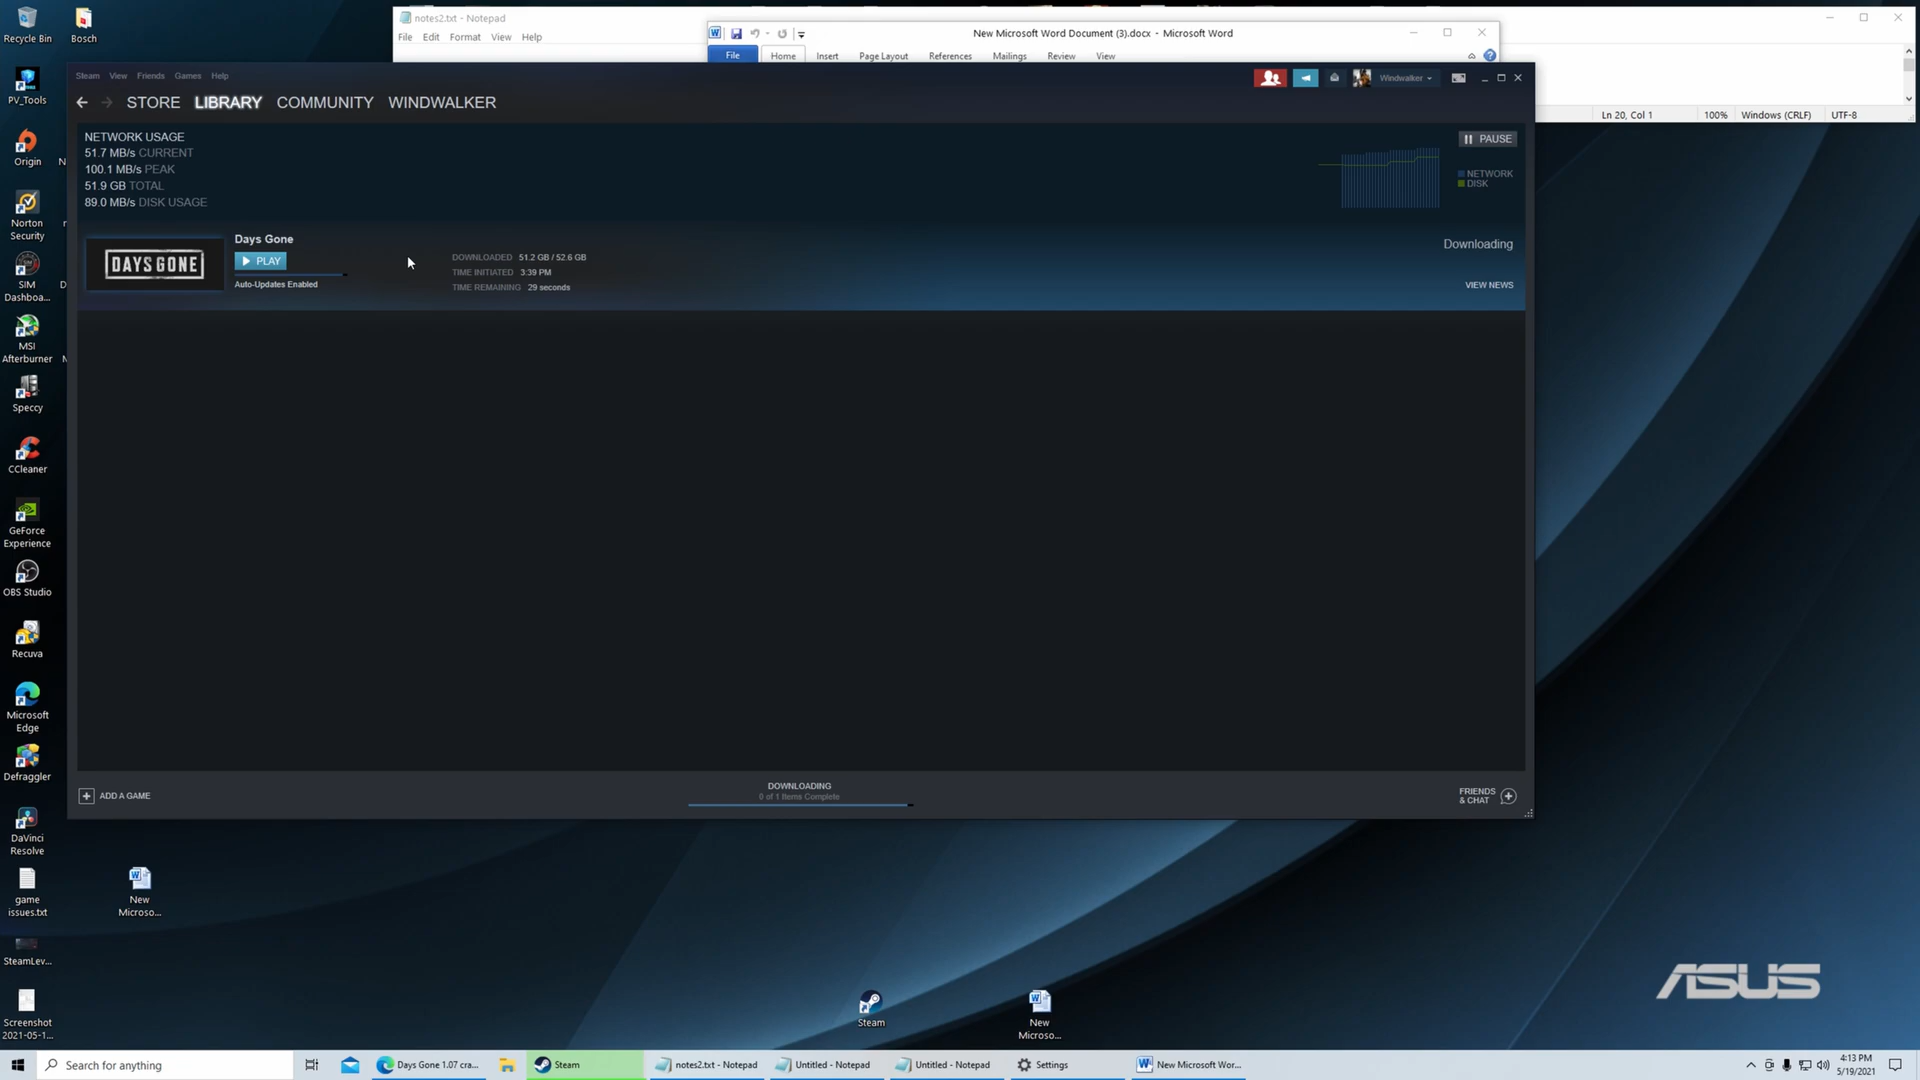 Recycle Bin
Bosch
PV_Tools
Origin
N
Norton
Security
r
SIM
Dashboa...
D
MSI
Afterburner
M
Speccy
CCleaner
GeForce
Experience
OBS Studio
Recuva
Microsoft
Edge
Defraggler
DaVinci
Resolve
game
issues.txt
New
Microso...
SteamLev...
Screenshot
2021-05-1...
notes2.txt - Notepad
File Edit Format View Help
Ln 20, Col 1 100% Windows (CRLF) UTF-8
New Microsoft Word Document (3).docx - Microsoft Word
File Home Insert Page Layout References Mailings Review View
Steam View Friends Games Help
Windwalker
STORE LIBRARY COMMUNITY WINDWALKER
NETWORK USAGE
51.7 MB/s CURRENT
100.1 MB/s PEAK
51.9 GB TOTAL
89.0 MB/s DISK USAGE
PAUSE
NETWORK
DISK
DAYS GONE
Days Gone
PLAY
Auto-Updates Enabled
DOWNLOADED 51.2 GB / 52.6 GB
TIME INITIATED 3:39 PM
TIME REMAINING 29 seconds
Downloading
VIEW NEWS
ADD A GAME
DOWNLOADING
0 of 1 Items Complete
FRIENDS
& CHAT
ASUS
Steam
New
Microso...
Search for anything
Days Gone 1.07 cra...
Steam
notes2.txt - Notepad
Untitled - Notepad
Untitled - Notepad
Settings
New Microsoft Wor...
4:13 PM
5/19/2021